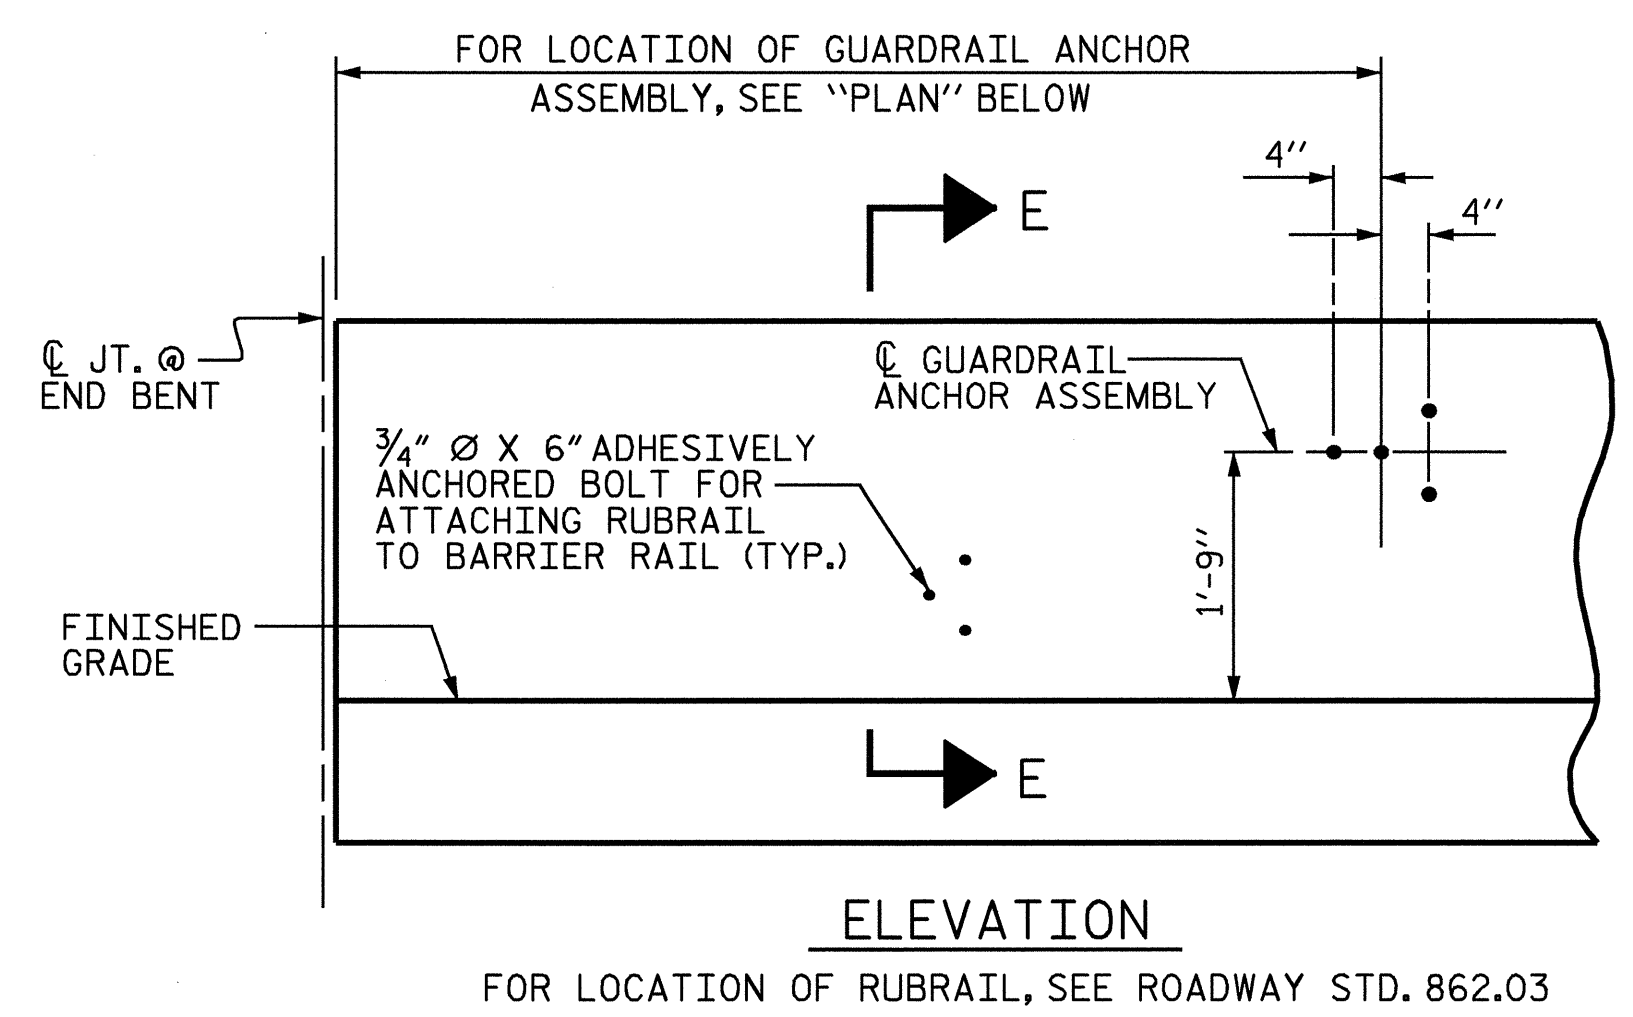 FOR LOCATION OF GUARDRAIL ANCHOR
ASSEMBLY, SEE "PLAN" BELOW
4"
E
4"
℄ JT. @
END BENT
℄ GUARDRAIL
ANCHOR ASSEMBLY
3/4" Ø X 6" ADHESIVELY
ANCHORED BOLT FOR
ATTACHING RUBRAIL
TO BARRIER RAIL (TYP.)
1'-9"
FINISHED
GRADE
E
ELEVATION
FOR LOCATION OF RUBRAIL, SEE ROADWAY STD. 862.03